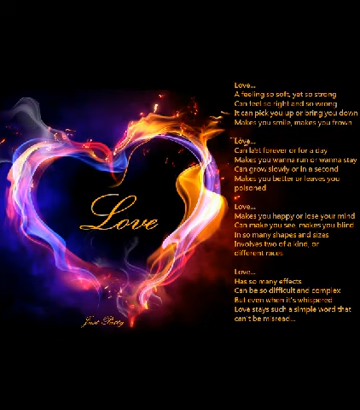 Love...
A feeling so soft, yet so strong
Can feel so right and so wrong
It can pick you up or bring you down
Makes you smile, makes you frown
Love...
Can last forever or for a day
Makes you wanna run or wanna stay
Can grow slowly or in a second
Makes you better or leaves you
poisoned
Love...
Makes you happy or lose your mind
Can make you see, makes you blind
In so many shapes and sizes
Involves two of a kind, or
different races
Love...
Has so many effects
Can be so difficult and complex
But even when it's whispered
Love stays such a simple word that
can't be misread...
Love
Just